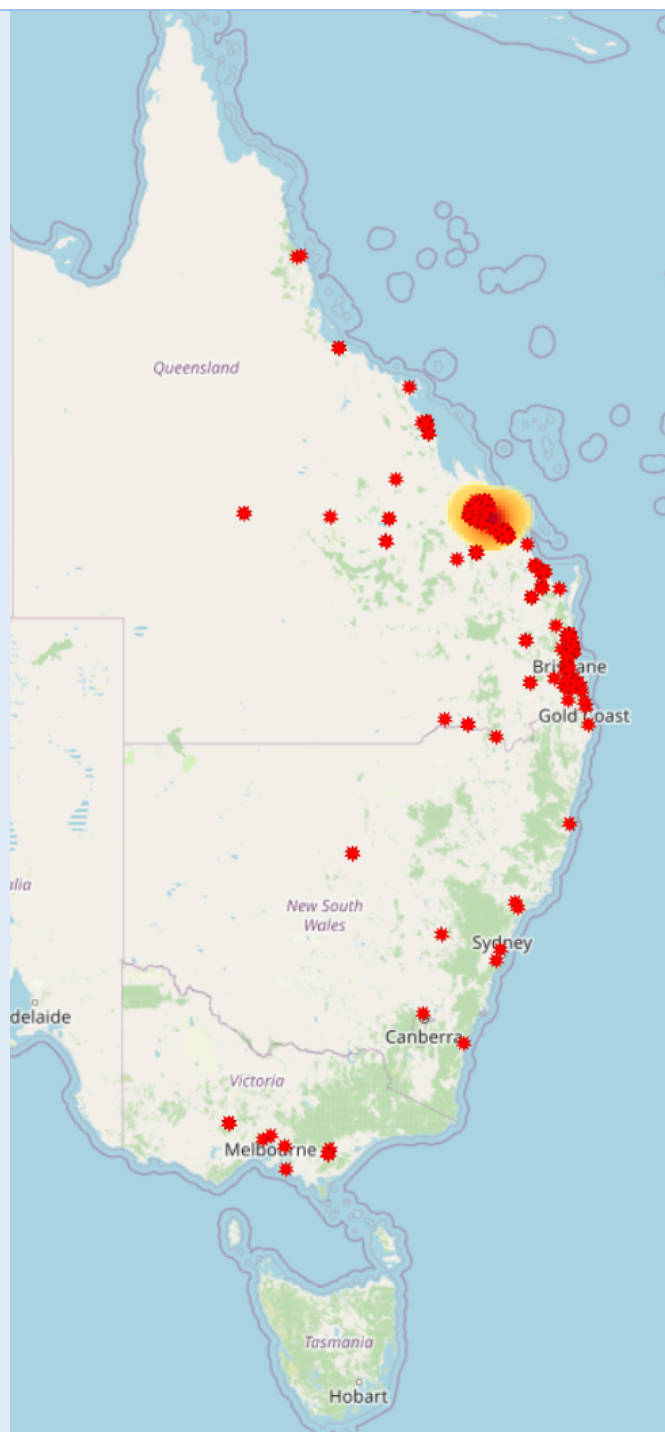 Queensland
Brisbane
Gold Coast
alia
New South
Wales
Sydney
delaide
Canberra
Victoria
Melbourne
Tasmania
Hobart